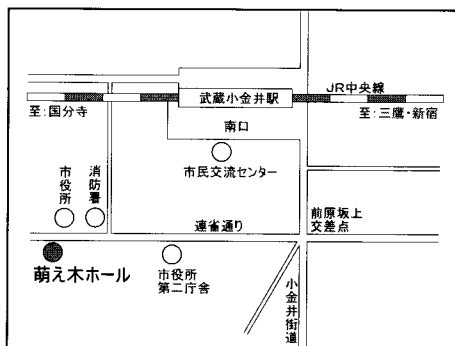 JR中央線
武蔵小金井駅
至:国分寺
至:三鷹・新宿
南口
市民交流センター
市役所
消防署
連雀通り
前原坂上
交差点
萌え木ホール
市役所
第二庁舎
小金井街道